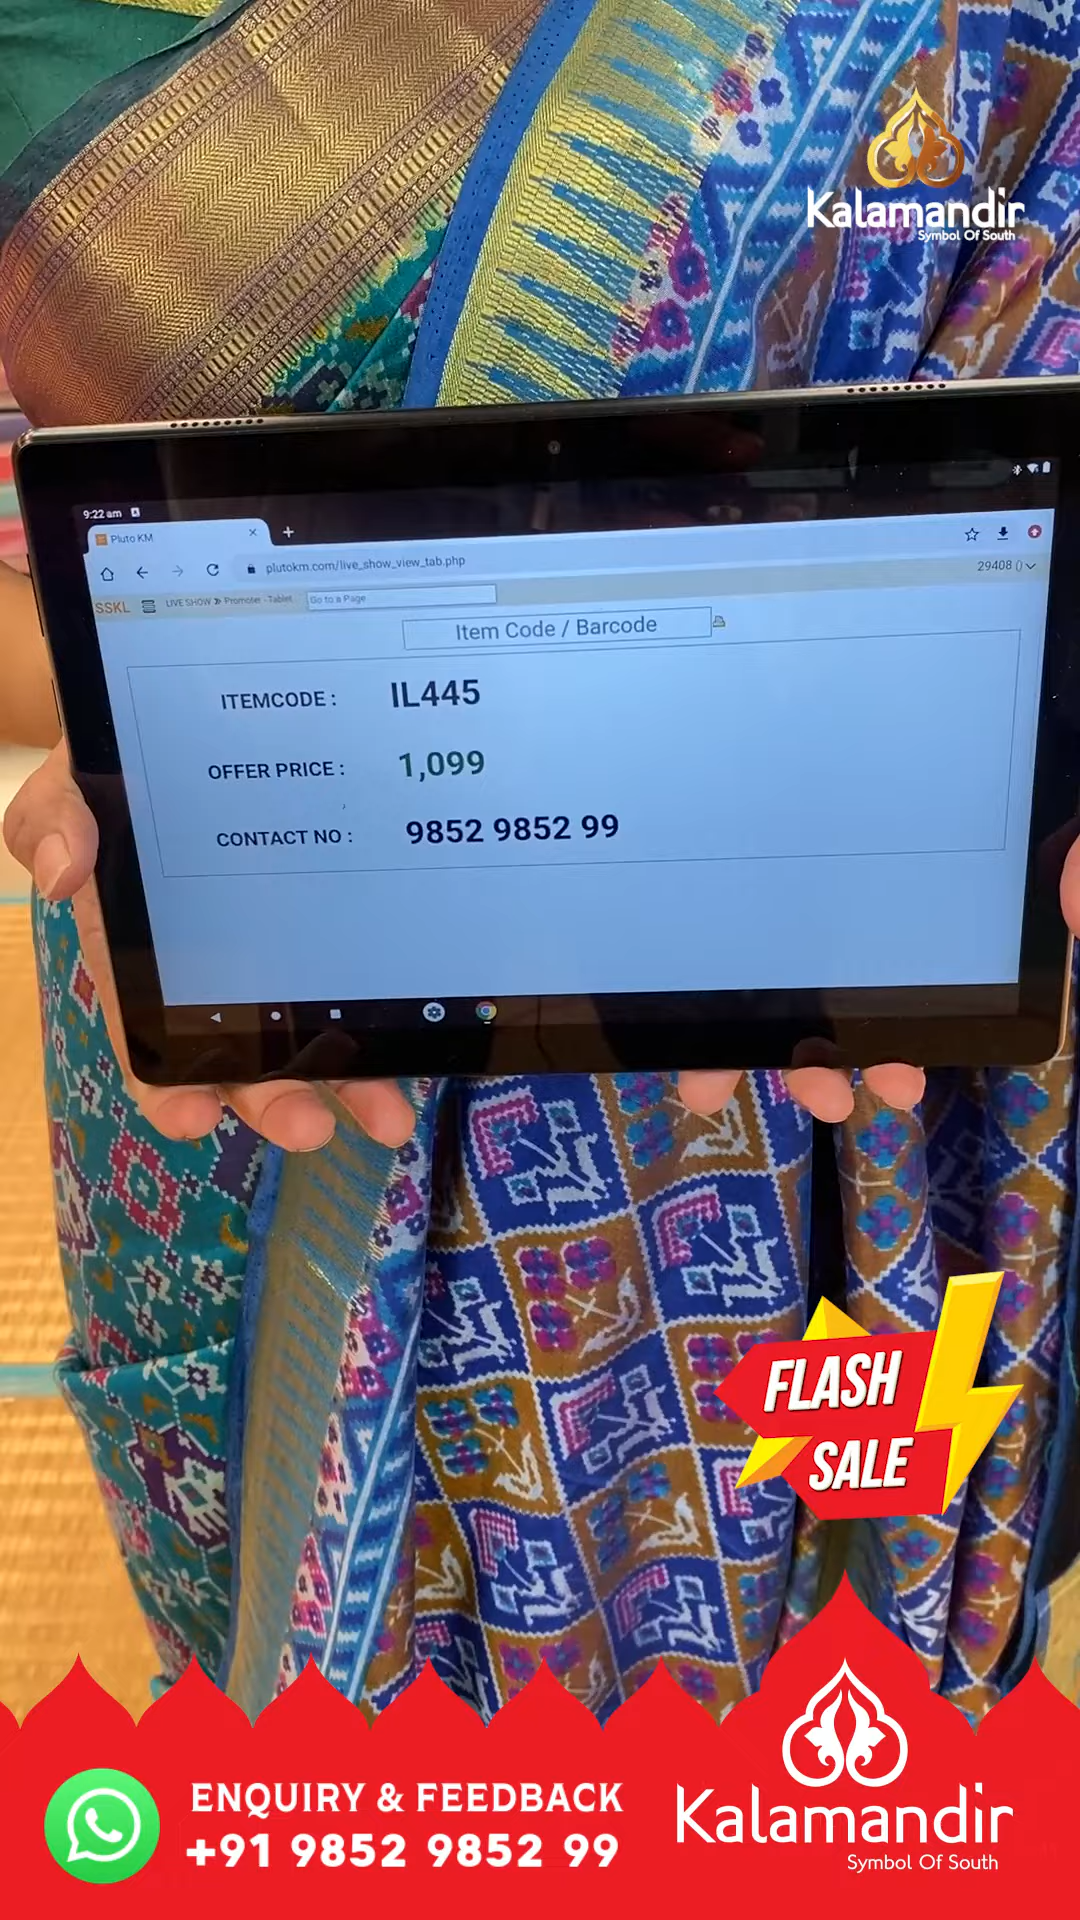 Kalamandir
Symbol Of South
9:22 am
Pluto KM
plutokm.com/live_show_view_tab.php
29408 ()
SSKL
LIVE SHOW
Promoter - Tablet
Go to a Page
Item Code / Barcode
ITEMCODE : IL445
OFFER PRICE : 1,099
CONTACT NO : 9852 9852 99
FLASH
SALE
ENQUIRY & FEEDBACK
+91 9852 9852 99
Kalamandir
Symbol Of South